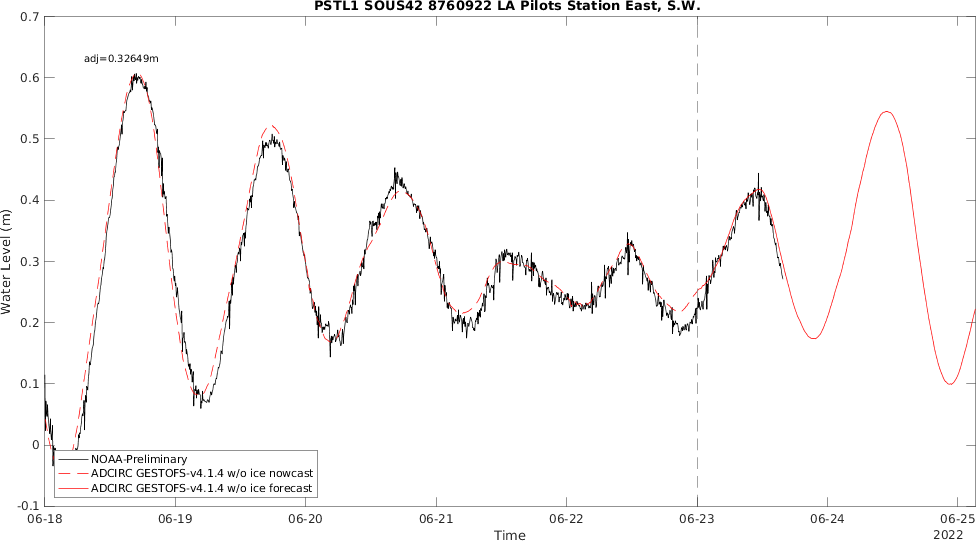 PSTL1 SOUS42 8760922 LA Pilots Station East, S.W.
adj=0.32649m
Water Level (m)
0.7
0.6
0.5
0.4
0.3
0.2
0.1
0
-0.1
NOAA-Preliminary
ADCIRC GESTOFS-v4.1.4 w/o ice nowcast
ADCIRC GESTOFS-v4.1.4 w/o ice forecast
06-18 06-19 06-20 06-21 06-22 06-23 06-24 06-25
Time
2022